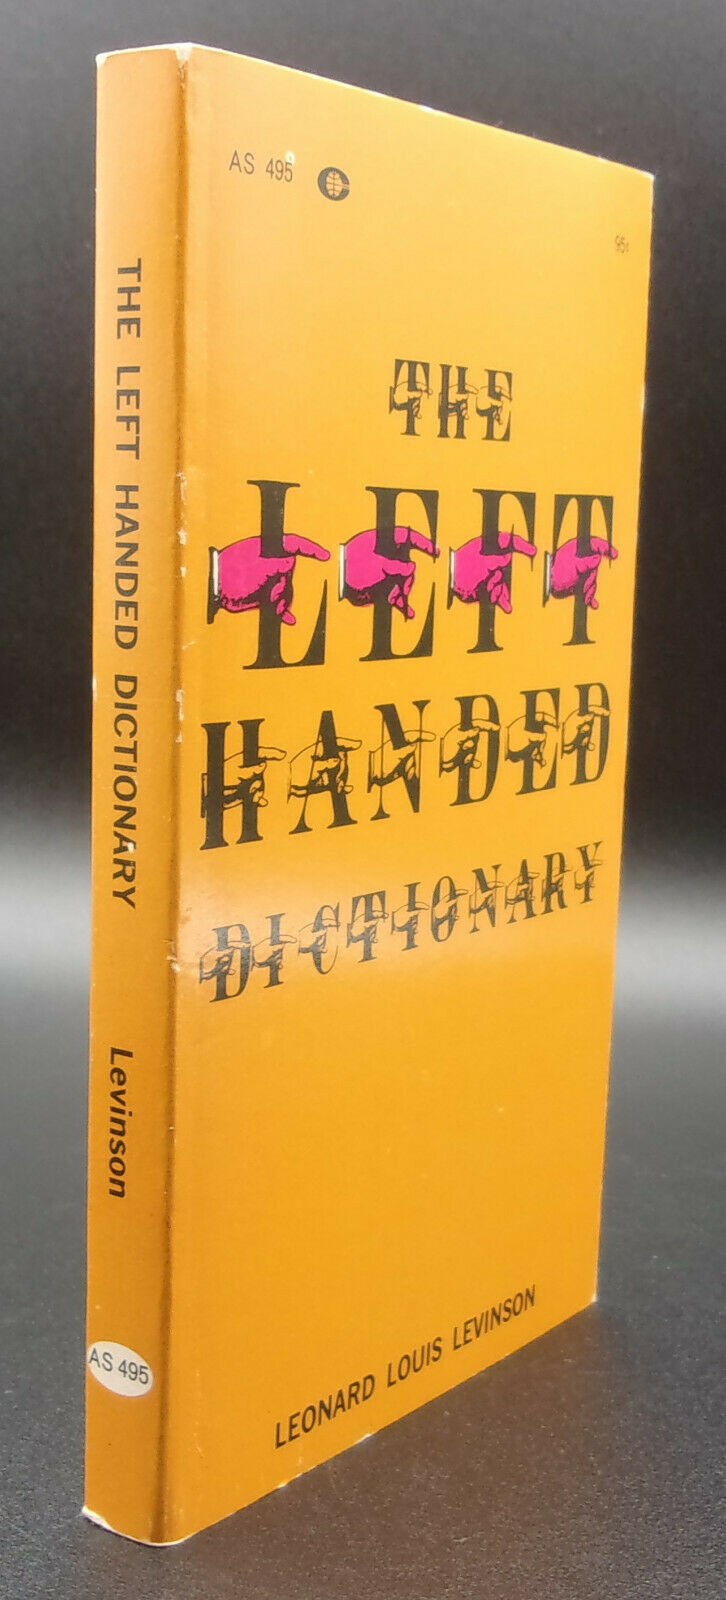 THE LEFT HANDED DICTIONARY
Levinson
AS 495
AS 495
95¢
THE
LEFT
HANDED
DICTIONARY
LEONARD LOUIS LEVINSON